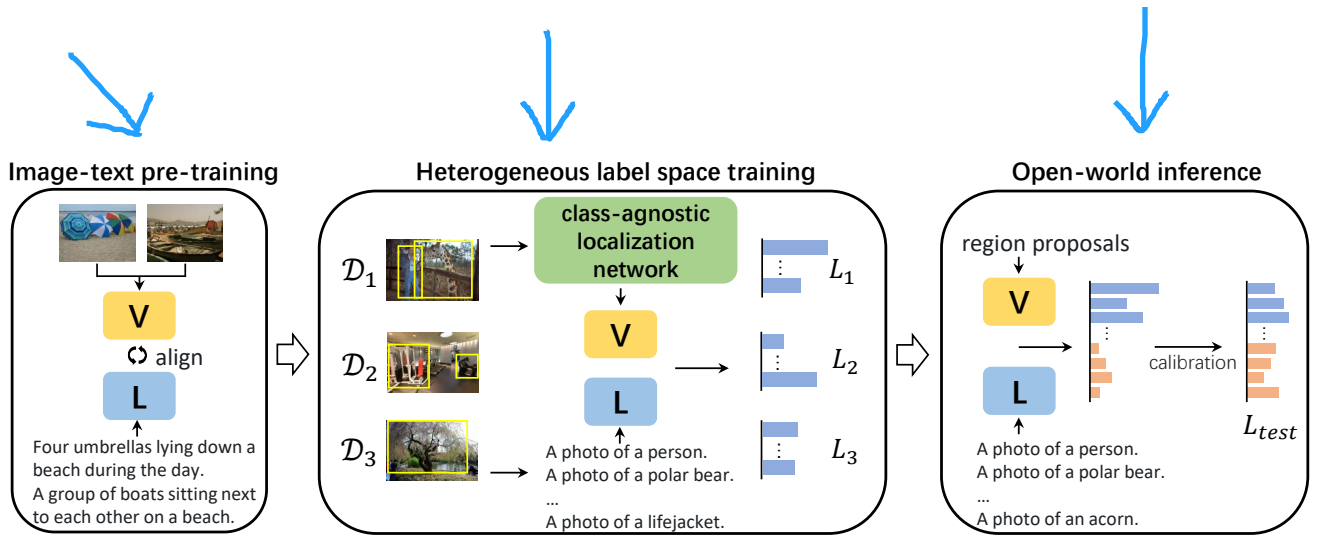 Image-text pre-training
V
align
L
Four umbrellas lying down a
beach during the day.
A group of boats sitting next
to each other on a beach.
Heterogeneous label space training
class-agnostic
localization
network
D₁
D₂
D₃
V
L
A photo of a person.
A photo of a polar bear.
...
A photo of a lifejacket.
⋮
L₁
⋮
L₂
⋮
L₃
Open-world inference
region proposals
V
L
A photo of a person.
A photo of a polar bear.
...
A photo of an acorn.
⋮
calibration
⋮
L_test